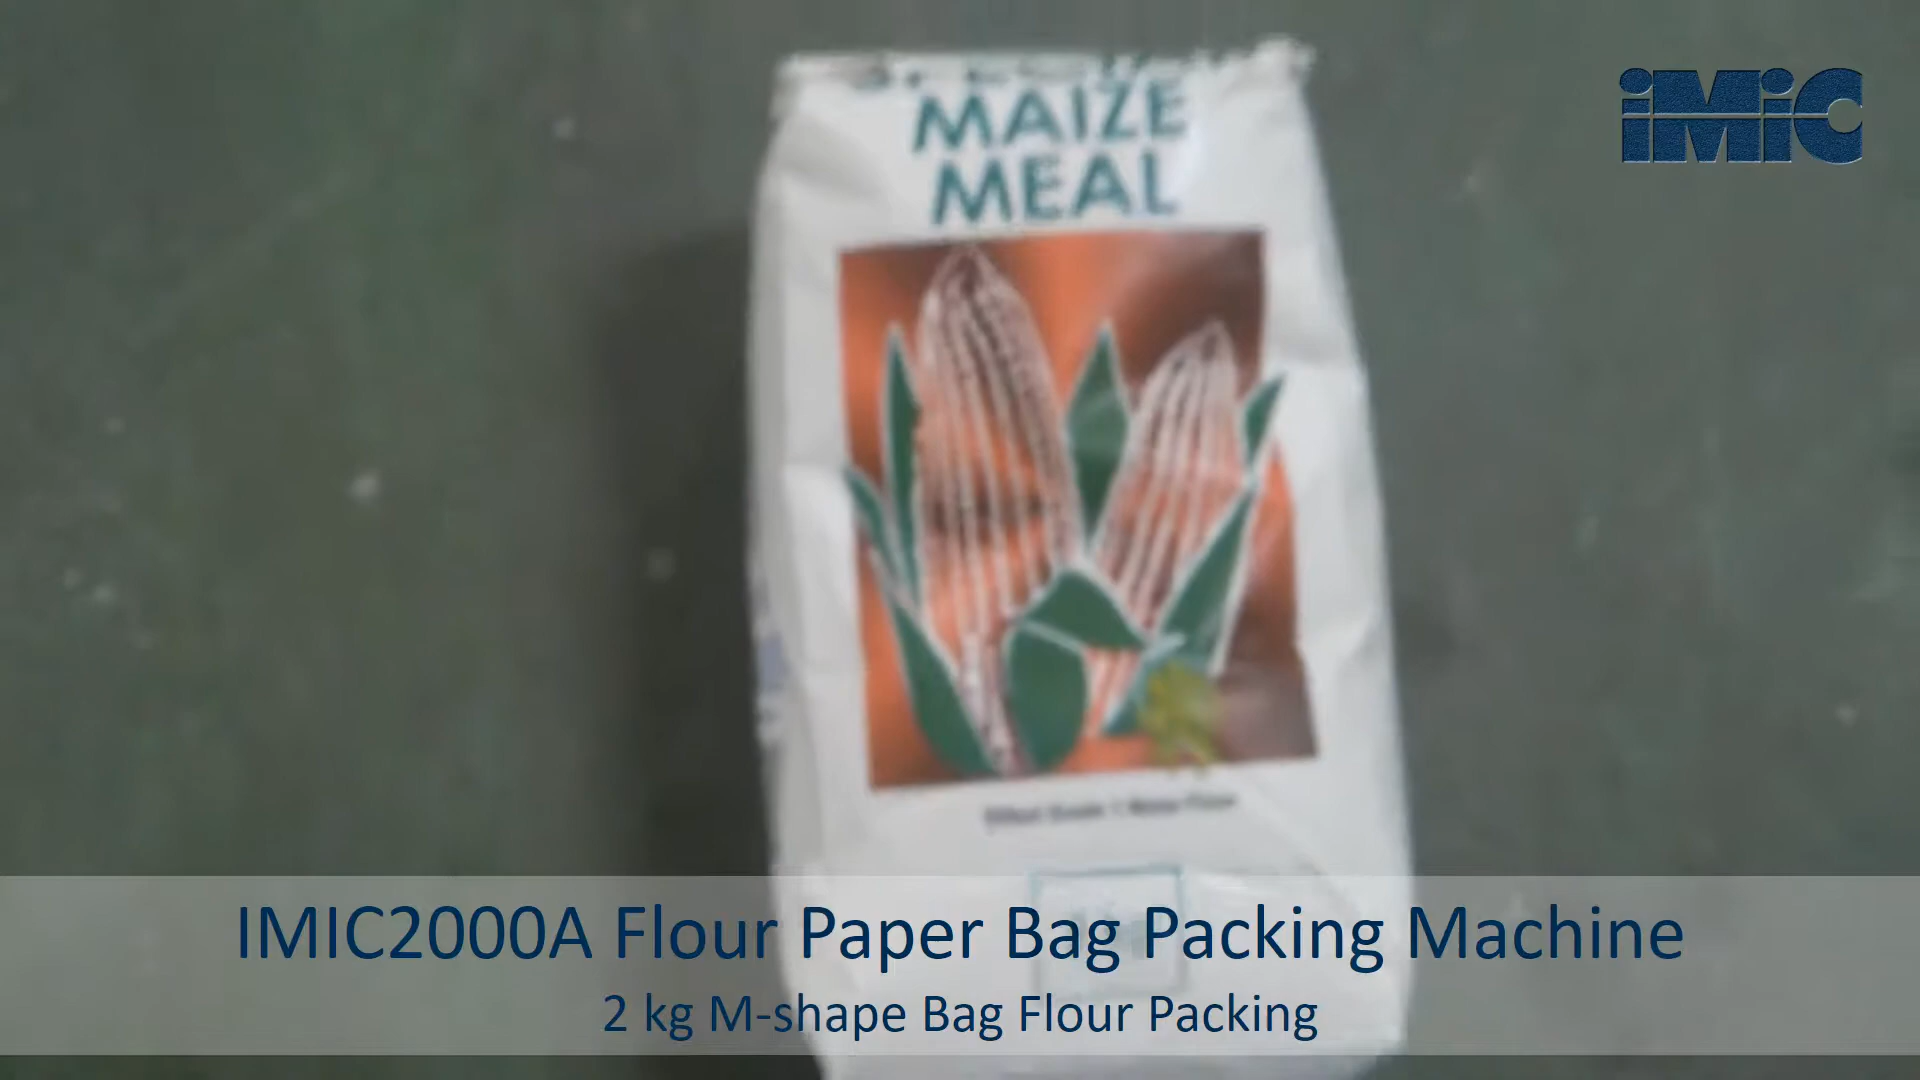 MAIZE
MEAL
iMiC
IMIC2000A Flour Paper Bag Packing Machine
2 kg M-shape Bag Flour Packing